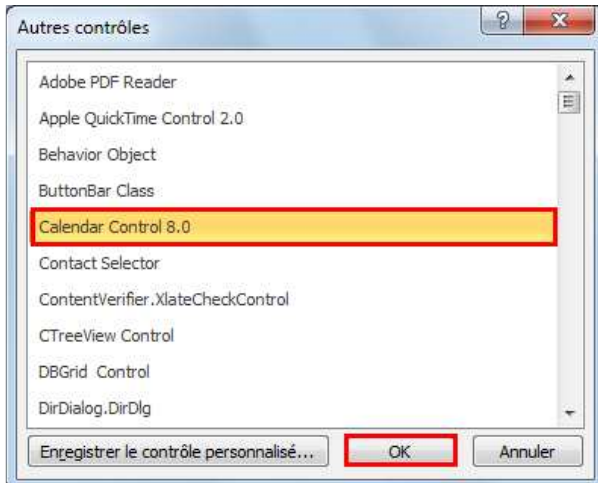 Autres contrôles
Adobe PDF Reader
Apple QuickTime Control 2.0
Behavior Object
ButtonBar Class
Calendar Control 8.0
Contact Selector
ContentVerifier.XlateCheckControl
CTreeView Control
DBGrid Control
DirDialog.DirDlg
Enregistrer le contrôle personnalisé... OK Annuler